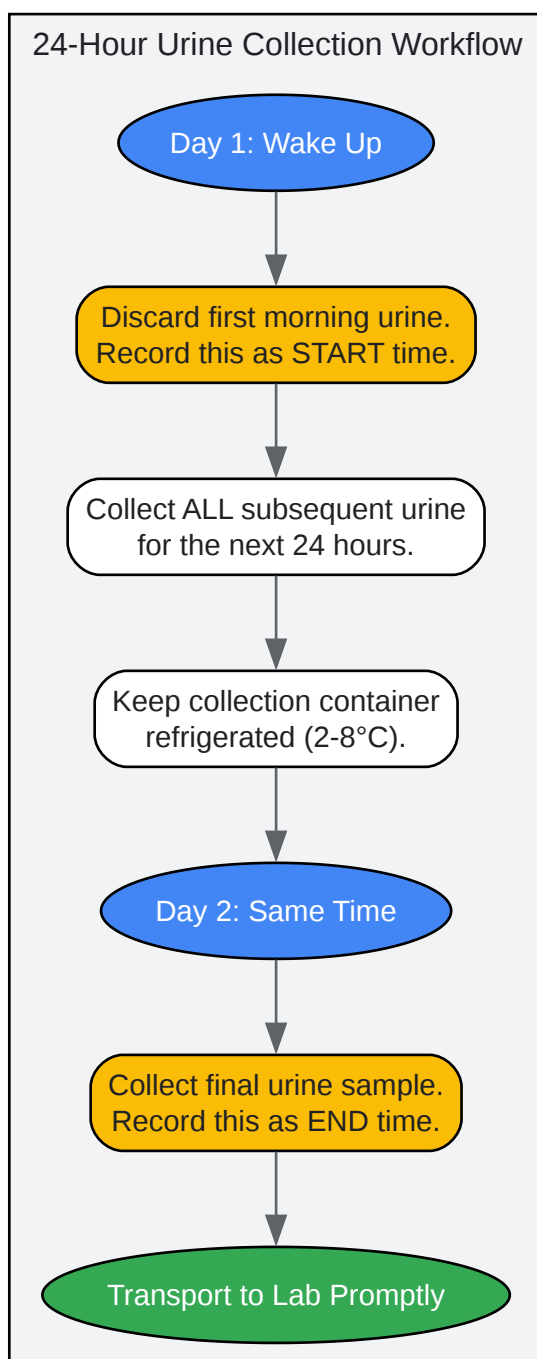 24-Hour Urine Collection Workflow
Day 1: Wake Up
Discard first morning urine.
Record this as START time.
Collect ALL subsequent urine
for the next 24 hours.
Keep collection container
refrigerated (2-8°C).
Day 2: Same Time
Collect final urine sample.
Record this as END time.
Transport to Lab Promptly